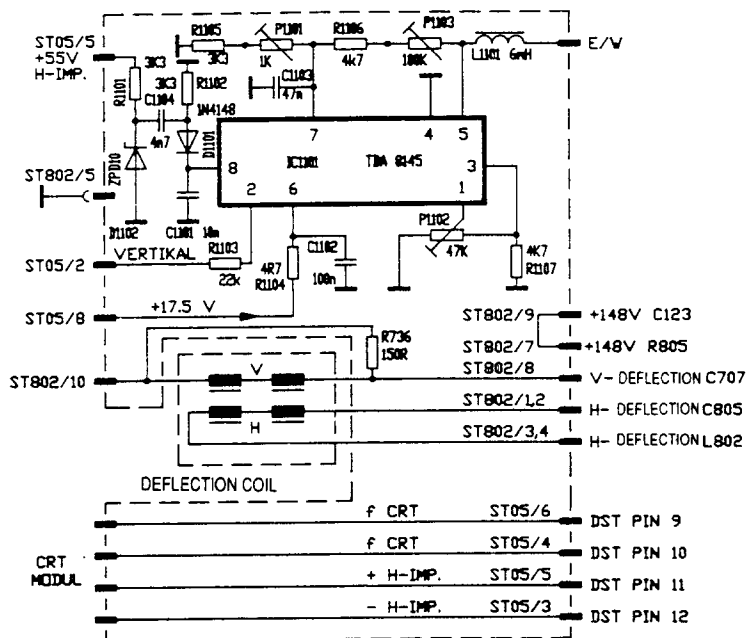 ST05/5
+55V
H-IMP.
3K3
R1101
C1104
4n7
ZPD10
D1102
R1105
3K3
3K3
R1102
1N4148
D1101
P1101
1K
C1103
47n
R1106
4k7
P1103
100K
L1101 6mH
E/W
7
4
5
8
IC1101
TDA 8145
3
2
6
1
ST802/5
C1101 10n
P1102
47K
4K7
R1107
ST05/2
VERTIKAL
R1103
22k
4R7
R1104
C1102
100n
ST05/8
+17.5 V
ST802/9
+148V C123
ST802/7
+148V R805
R736
150R
ST802/10
V
ST802/8
V- DEFLECTION C707
H
ST802/1,2
H- DEFLECTION C805
ST802/3,4
H- DEFLECTION L802
DEFLECTION COIL
f CRT
ST05/6
DST PIN 9
f CRT
ST05/4
DST PIN 10
CRT
MODUL
+ H-IMP.
ST05/5
DST PIN 11
- H-IMP.
ST05/3
DST PIN 12